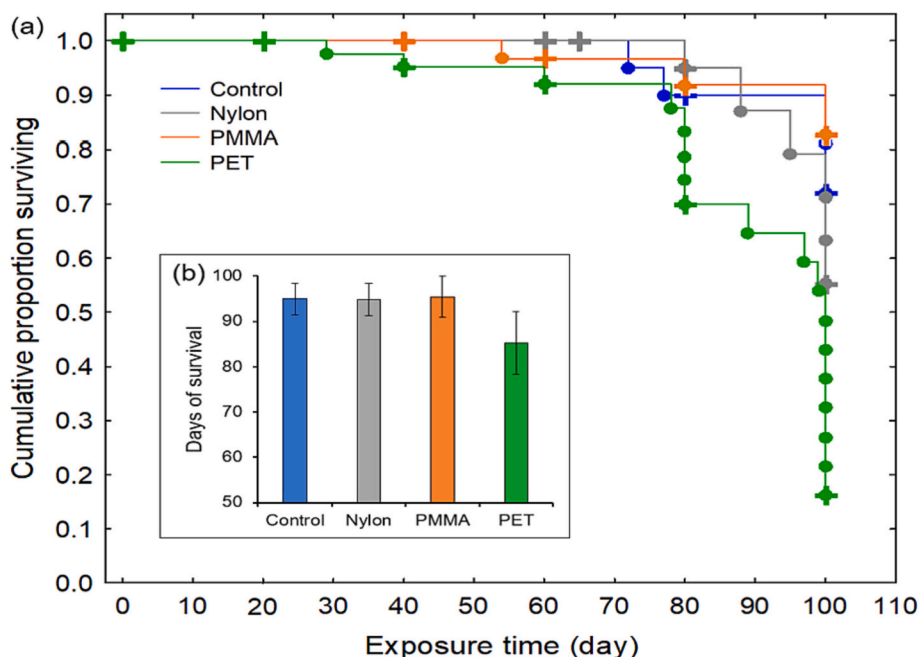 (a)
Cumulative proportion surviving
1.0
0.9
0.8
0.7
0.6
0.5
0.4
0.3
0.2
0.1
0.0
Control
Nylon
PMMA
PET
(b)
Days of survival
100
90
80
70
60
50
Control Nylon PMMA PET
0 10 20 30 40 50 60 70 80 90 100 110
Exposure time (day)